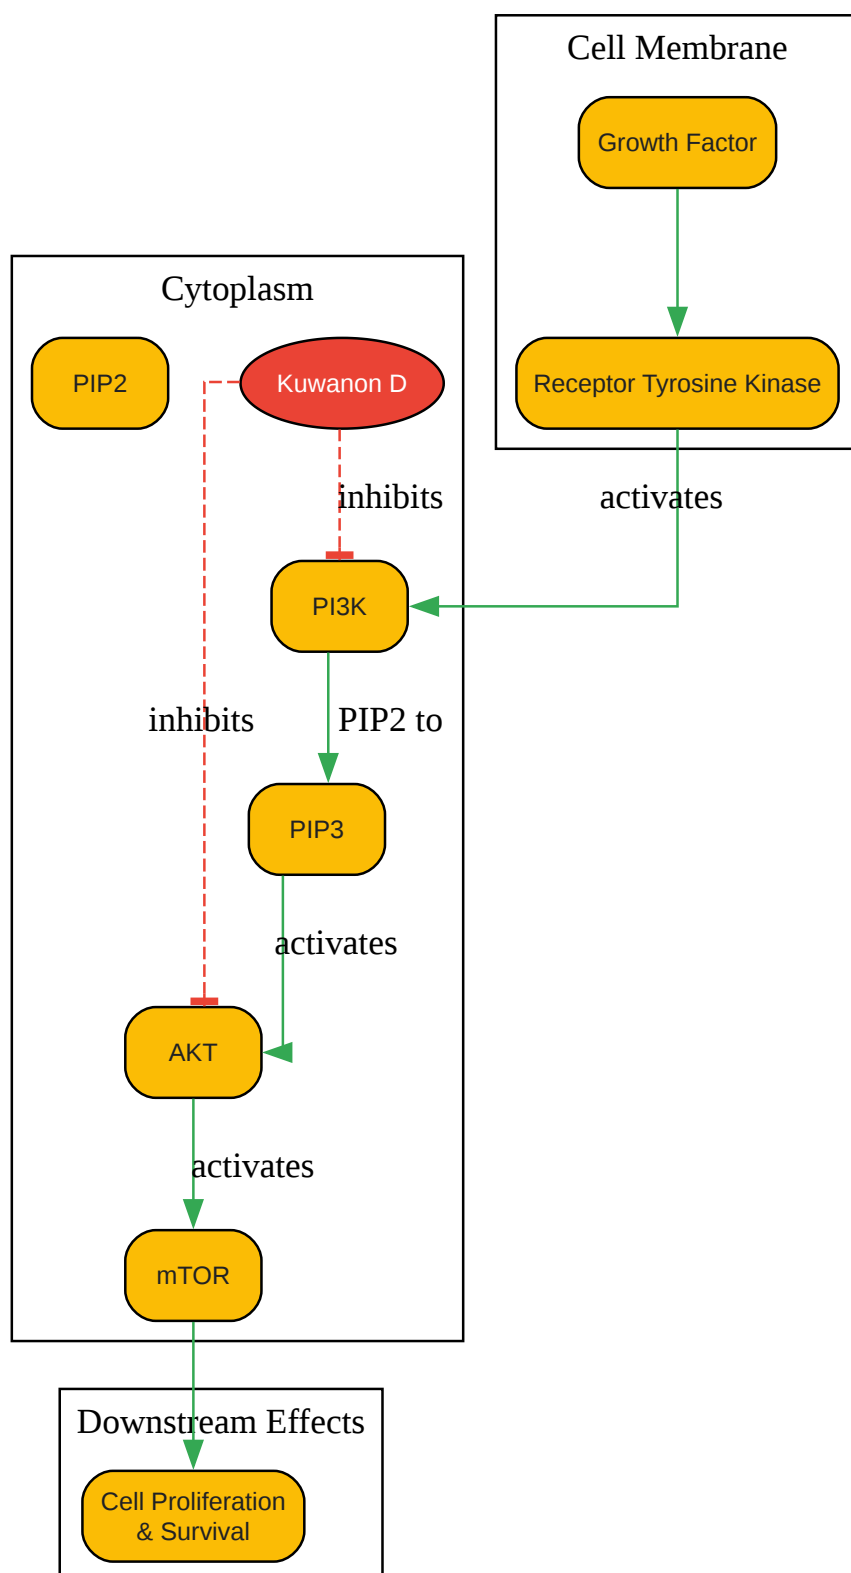 Cell Membrane
Growth Factor
Cytoplasm
PIP2
Kuwanon D
Receptor Tyrosine Kinase
inhibits
activates
PI3K
inhibits
PIP2 to
PIP3
activates
AKT
activates
mTOR
Downstream Effects
Cell Proliferation
& Survival